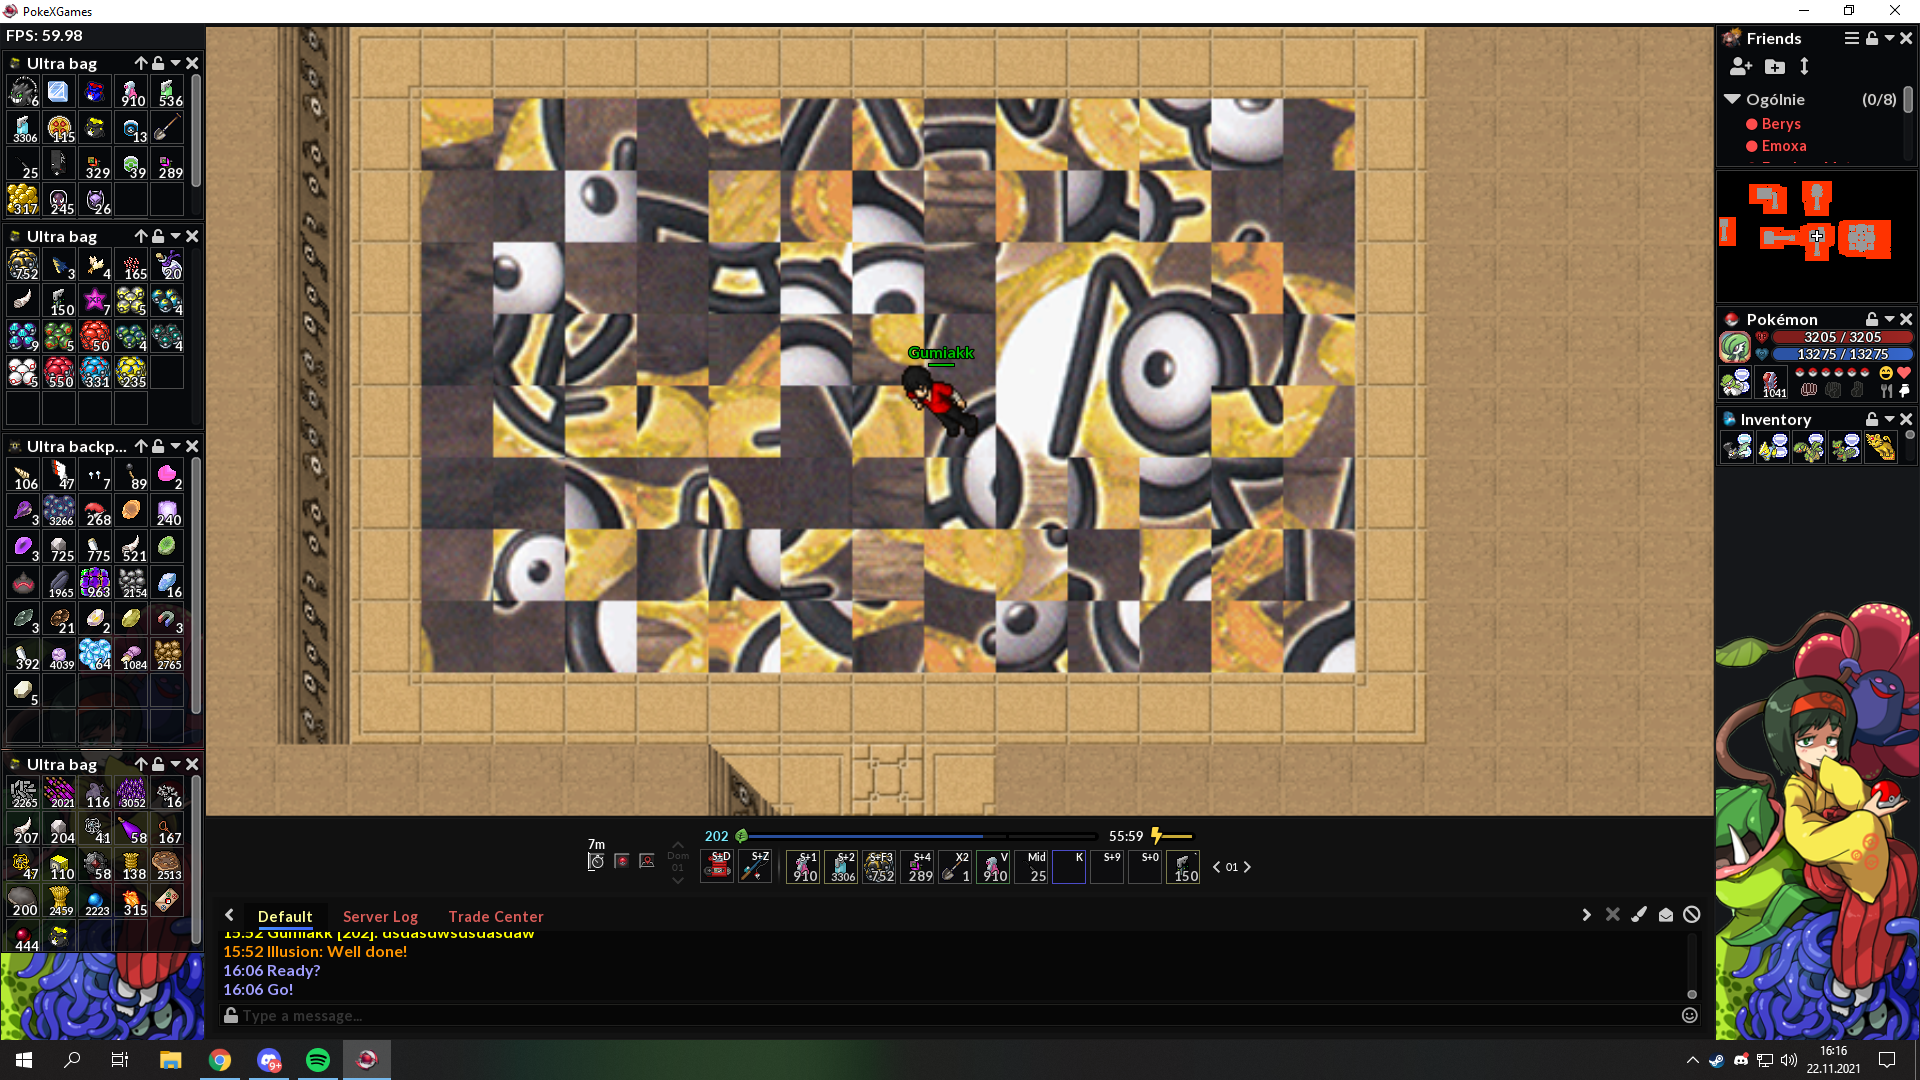 PokeXGames
FPS: 59.98
Ultra bag
6 910 536
3306 115 13
25 329 39 289
317 245 26
Ultra bag
752 3 4 165 20
150 7 5 4
9 5 50 4 4
5 550 331 235
Ultra backp...
106 47 7 89 2
3 3266 268 240
3 725 775 521
1965 963 2154 16
3 21 2 3
392 4039 64 1084 2765
5
Ultra bag
2265 2021 116 3052 16
207 204 41 58 167
47 110 58 138 2513
200 2459 2223 315
444
Gumiakk
Friends
Ogólnie (0/8)
Berys
Emoxa
Pokémon
3205 / 3205
13275 / 13275
1041
Inventory
7m
202
55:59
Dom
01
S+D S+Z S+1 S+2 S+F3 S+4 X2 V Mid K S+9 S+0
910 3306 752 289 1 910 25 150
01
Default Server Log Trade Center
15:52 Gumiakk [202]: dsdasdwsdsdasdaw
15:52 Illusion: Well done!
16:06 Ready?
16:06 Go!
Type a message...
9+
16:16
22.11.2021